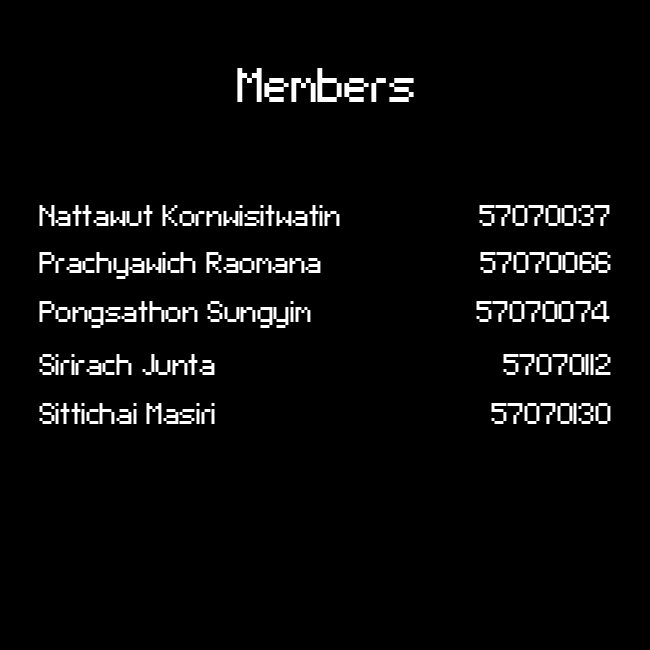 Members
Nattawut Kornwisitwatin 57070037
Prachyawich Raomana 57070066
Pongsathon Sungyim 57070074
Sirirach Junta 57070112
Sittichai Masiri 57070130